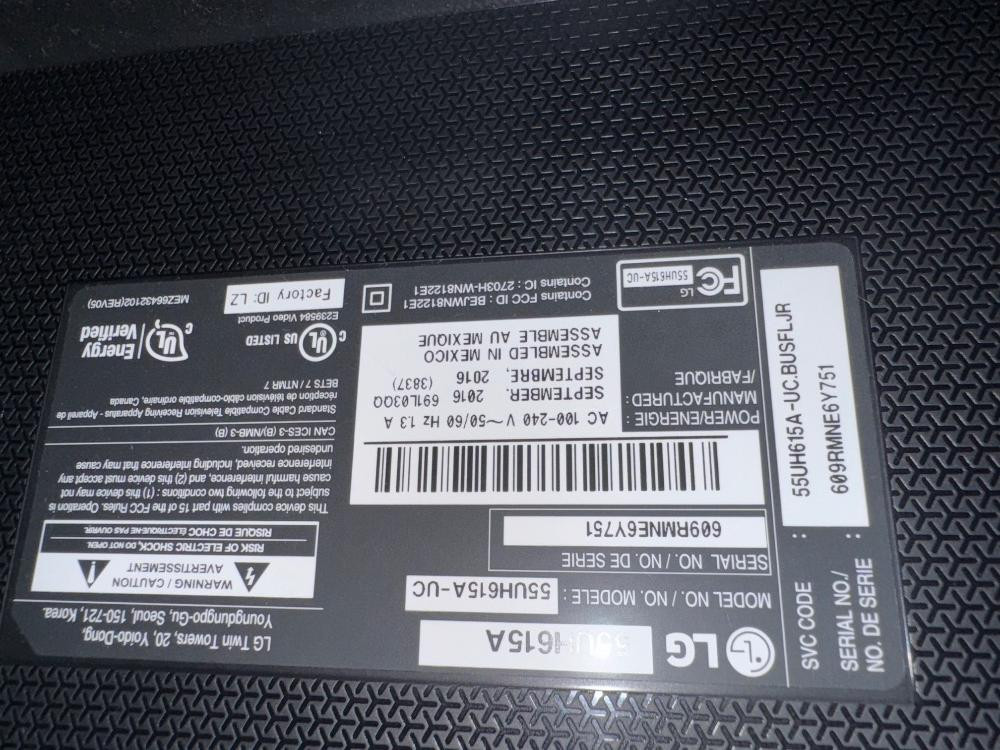 LG 55UH615A
MODEL NO. / NO. MODELE : 55UH615A-UC
SERIAL NO. / NO. DE SERIE
609RMNE6Y751
POWER/ENERGIE : AC 100-240 V~50/60 Hz 1.3 A
MANUFACTURED : SEPTEMBER. 2016 691L03QQ
/FABRIQUE SEPTEMBRE, 2016 (3837)
ASSEMBLED IN MEXICO
ASSEMBLE AU MEXIQUE
FC LG
55UH615A-UC
Contains FCC ID : BEJWN8122E1
Contains IC : 2703H-WN8122E1
LG Twin Towers, 20, Yoido-Dong,
Youngdungpo-Gu, Seoul, 150-721, Korea.
WARNING / CAUTION
AVERTISSEMENT
RISK OF ELECTRIC SHOCK, DO NOT OPEN.
RISQUE DE CHOC ÉLECTRIQUE-NE PAS OUVRIR.
This device complies with part 15 of the FCC Rules. Operation is
subject to the following two conditions : (1) this device may not
cause harmful interference, and (2) this device must accept any
interference received, including interference that may cause
undesired operation.
CAN ICES-3 (B)/NMB-3 (B)
Standard Cable Compatible Television Receiving Apparatus - Appareil de
réception de télévision câblo-compatible ordinaire, Canada
BETS 7 / NTMR 7
C UL US LISTED
E239584 Video Product
UL Energy
Verified
C
Factory ID: LZ
MEZ66432102(REV05)
SVC CODE : 55UH615A-UC.BUSFLJR
SERIAL NO./ : 609RMNE6Y751
NO. DE SERIE